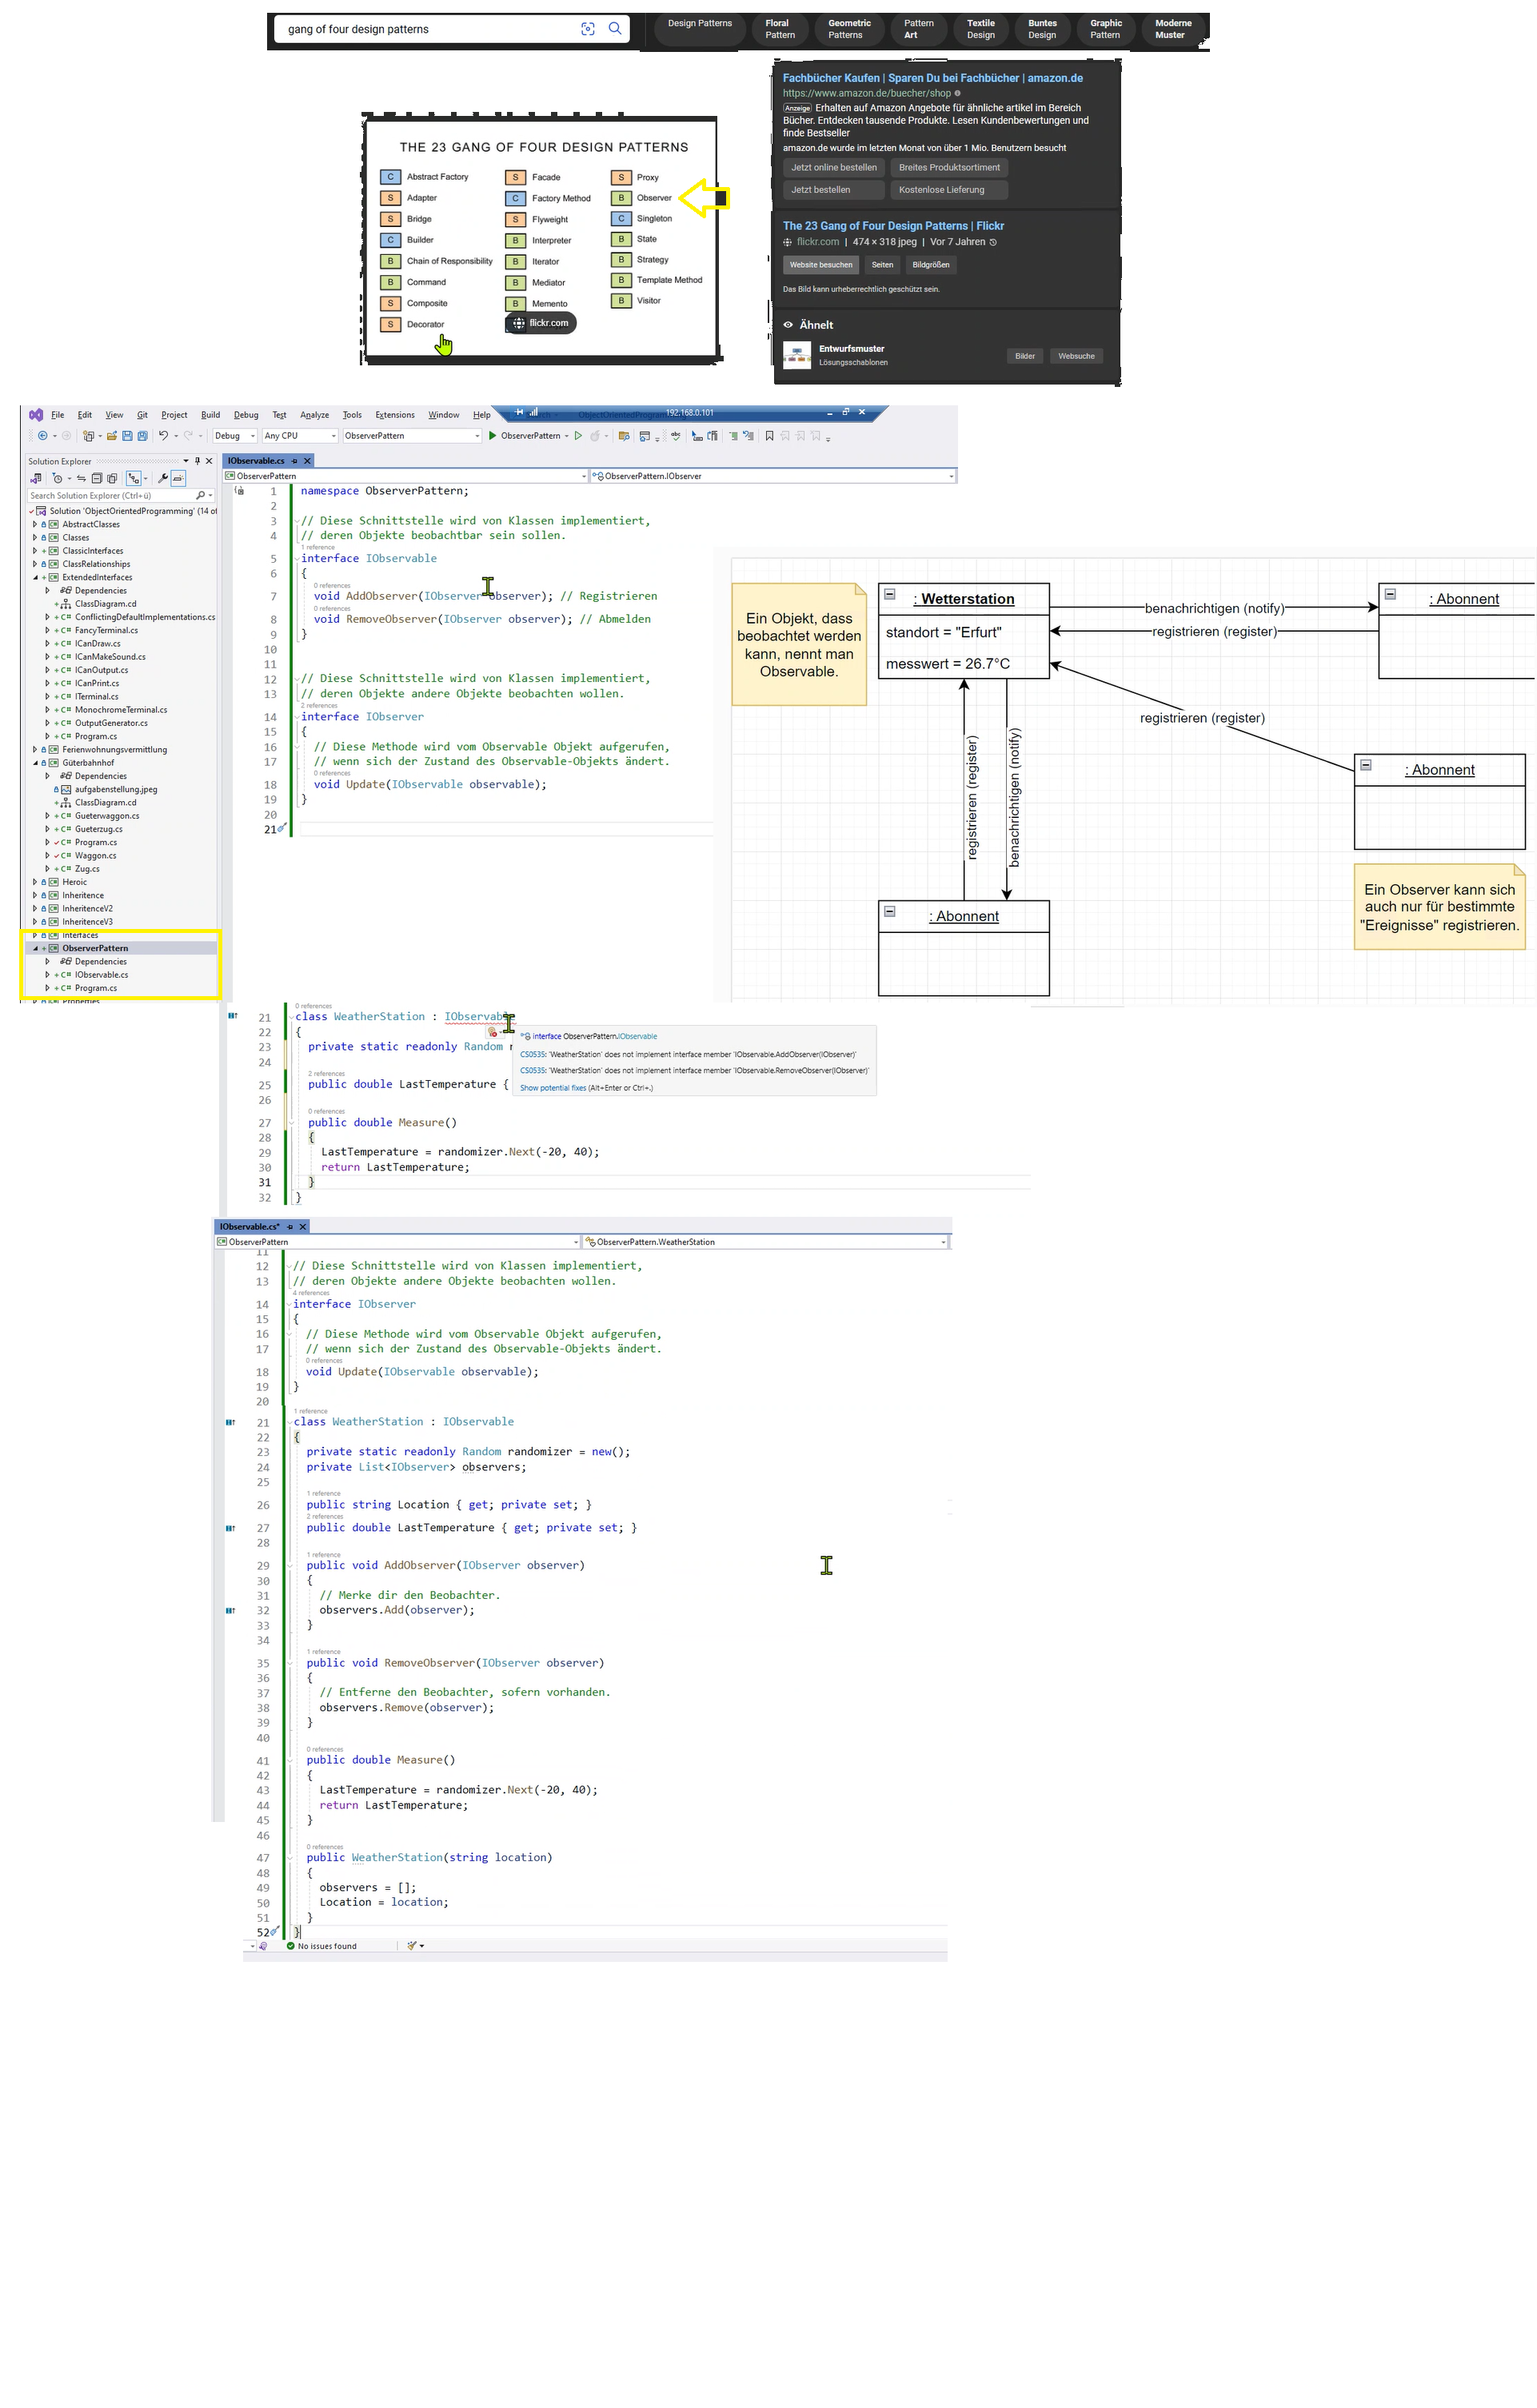 gang of four design patterns
Design Patterns
Floral
Pattern
Geometric
Patterns
Pattern
Art
Textile
Design
Buntes
Design
Graphic
Pattern
Moderne
Muster
THE 23 GANG OF FOUR DESIGN PATTERNS
C Abstract Factory
S Adapter
S Bridge
C Builder
B Chain of Responsibility
B Command
S Composite
S Decorator
S Facade
C Factory Method
S Flyweight
B Interpreter
B Iterator
B Mediator
B Memento
flickr.com
S Proxy
B Observer
C Singleton
B State
B Strategy
B Template Method
B Visitor
Fachbücher Kaufen | Sparen Du bei Fachbücher | amazon.de
https://www.amazon.de/buecher/shop
Anzeige Erhalten auf Amazon Angebote für ähnliche artikel im Bereich
Bücher. Entdecken tausende Produkte. Lesen Kundenbewertungen und
finde Bestseller
amazon.de wurde im letzten Monat von über 1 Mio. Benutzern besucht
Jetzt online bestellen
Breites Produktsortiment
Jetzt bestellen
Kostenlose Lieferung
The 23 Gang of Four Design Patterns | Flickr
flickr.com | 474 × 318 jpeg | Vor 7 Jahren
Website besuchen
Seiten
Bildgrößen
Das Bild kann urheberrechtlich geschützt sein.
Ähnelt
Entwurfsmuster
Lösungsschablonen
Bilder
Websuche
File Edit View Git Project Build Debug Test Analyze Tools Extensions Window Help
192.168.0.101
Debug Any CPU ObserverPattern ObserverPattern
Solution Explorer
Search Solution Explorer (Ctrl+ü)
Solution 'ObjectOrientedProgramming' (14 of
AbstractClasses
Classes
ClassicInterfaces
ClassRelationships
ExtendedInterfaces
Dependencies
ClassDiagram.cd
ConflictingDefaultImplementations.cs
FancyTerminal.cs
ICanDraw.cs
ICanMakeSound.cs
ICanOutput.cs
ICanPrint.cs
ITerminal.cs
MonochromeTerminal.cs
OutputGenerator.cs
Program.cs
Ferienwohnungsvermittlung
Güterbahnhof
Dependencies
aufgabenstellung.jpeg
ClassDiagram.cd
Gueterwaggon.cs
Gueterzug.cs
Program.cs
Waggon.cs
Zug.cs
Heroic
Inheritence
InheritenceV2
InheritenceV3
Interfaces
ObserverPattern
Dependencies
IObservable.cs
Program.cs
Properties
IObservable.cs
ObserverPattern
ObserverPattern.IObserver
1 namespace ObserverPattern;
2
3 // Diese Schnittstelle wird von Klassen implementiert,
4 // deren Objekte beobachtbar sein sollen.
1 reference
5 interface IObservable
6 {
0 references
7 void AddObserver(IObserver observer); // Registrieren
0 references
8 void RemoveObserver(IObserver observer); // Abmelden
9 }
10
11
12 // Diese Schnittstelle wird von Klassen implementiert,
13 // deren Objekte andere Objekte beobachten wollen.
2 references
14 interface IObserver
15 {
16 // Diese Methode wird vom Observable Objekt aufgerufen,
17 // wenn sich der Zustand des Observable-Objekts ändert.
0 references
18 void Update(IObservable observable);
19 }
20
21
Ein Objekt, dass
beobachtet werden
kann, nennt man
Observable.
: Wetterstation
standort = "Erfurt"
messwert = 26.7°C
benachrichtigen (notify)
registrieren (register)
: Abonnent
registrieren (register)
: Abonnent
registrieren (register)
benachrichtigen (notify)
: Abonnent
Ein Observer kann sich
auch nur für bestimmte
"Ereignisse" registrieren.
0 references
21 class WeatherStation : IObservable
22 {
23 private static readonly Random r
24
2 references
25 public double LastTemperature {
26
0 references
27 public double Measure()
28 {
29 LastTemperature = randomizer.Next(-20, 40);
30 return LastTemperature;
31 }
32 }
interface ObserverPattern.IObservable
CS0535: 'WeatherStation' does not implement interface member 'IObservable.AddObserver(IObserver)'
CS0535: 'WeatherStation' does not implement interface member 'IObservable.RemoveObserver(IObserver)'
Show potential fixes (Alt+Enter or Ctrl+.)
IObservable.cs*
ObserverPattern
ObserverPattern.WeatherStation
11
12 // Diese Schnittstelle wird von Klassen implementiert,
13 // deren Objekte andere Objekte beobachten wollen.
4 references
14 interface IObserver
15 {
16 // Diese Methode wird vom Observable Objekt aufgerufen,
17 // wenn sich der Zustand des Observable-Objekts ändert.
0 references
18 void Update(IObservable observable);
19 }
20
1 reference
21 class WeatherStation : IObservable
22 {
23 private static readonly Random randomizer = new();
24 private List<IObserver> observers;
25
1 reference
26 public string Location { get; private set; }
2 references
27 public double LastTemperature { get; private set; }
28
1 reference
29 public void AddObserver(IObserver observer)
30 {
31 // Merke dir den Beobachter.
32 observers.Add(observer);
33 }
34
1 reference
35 public void RemoveObserver(IObserver observer)
36 {
37 // Entferne den Beobachter, sofern vorhanden.
38 observers.Remove(observer);
39 }
40
0 references
41 public double Measure()
42 {
43 LastTemperature = randomizer.Next(-20, 40);
44 return LastTemperature;
45 }
46
0 references
47 public WeatherStation(string location)
48 {
49 observers = [];
50 Location = location;
51 }
52 }
No issues found